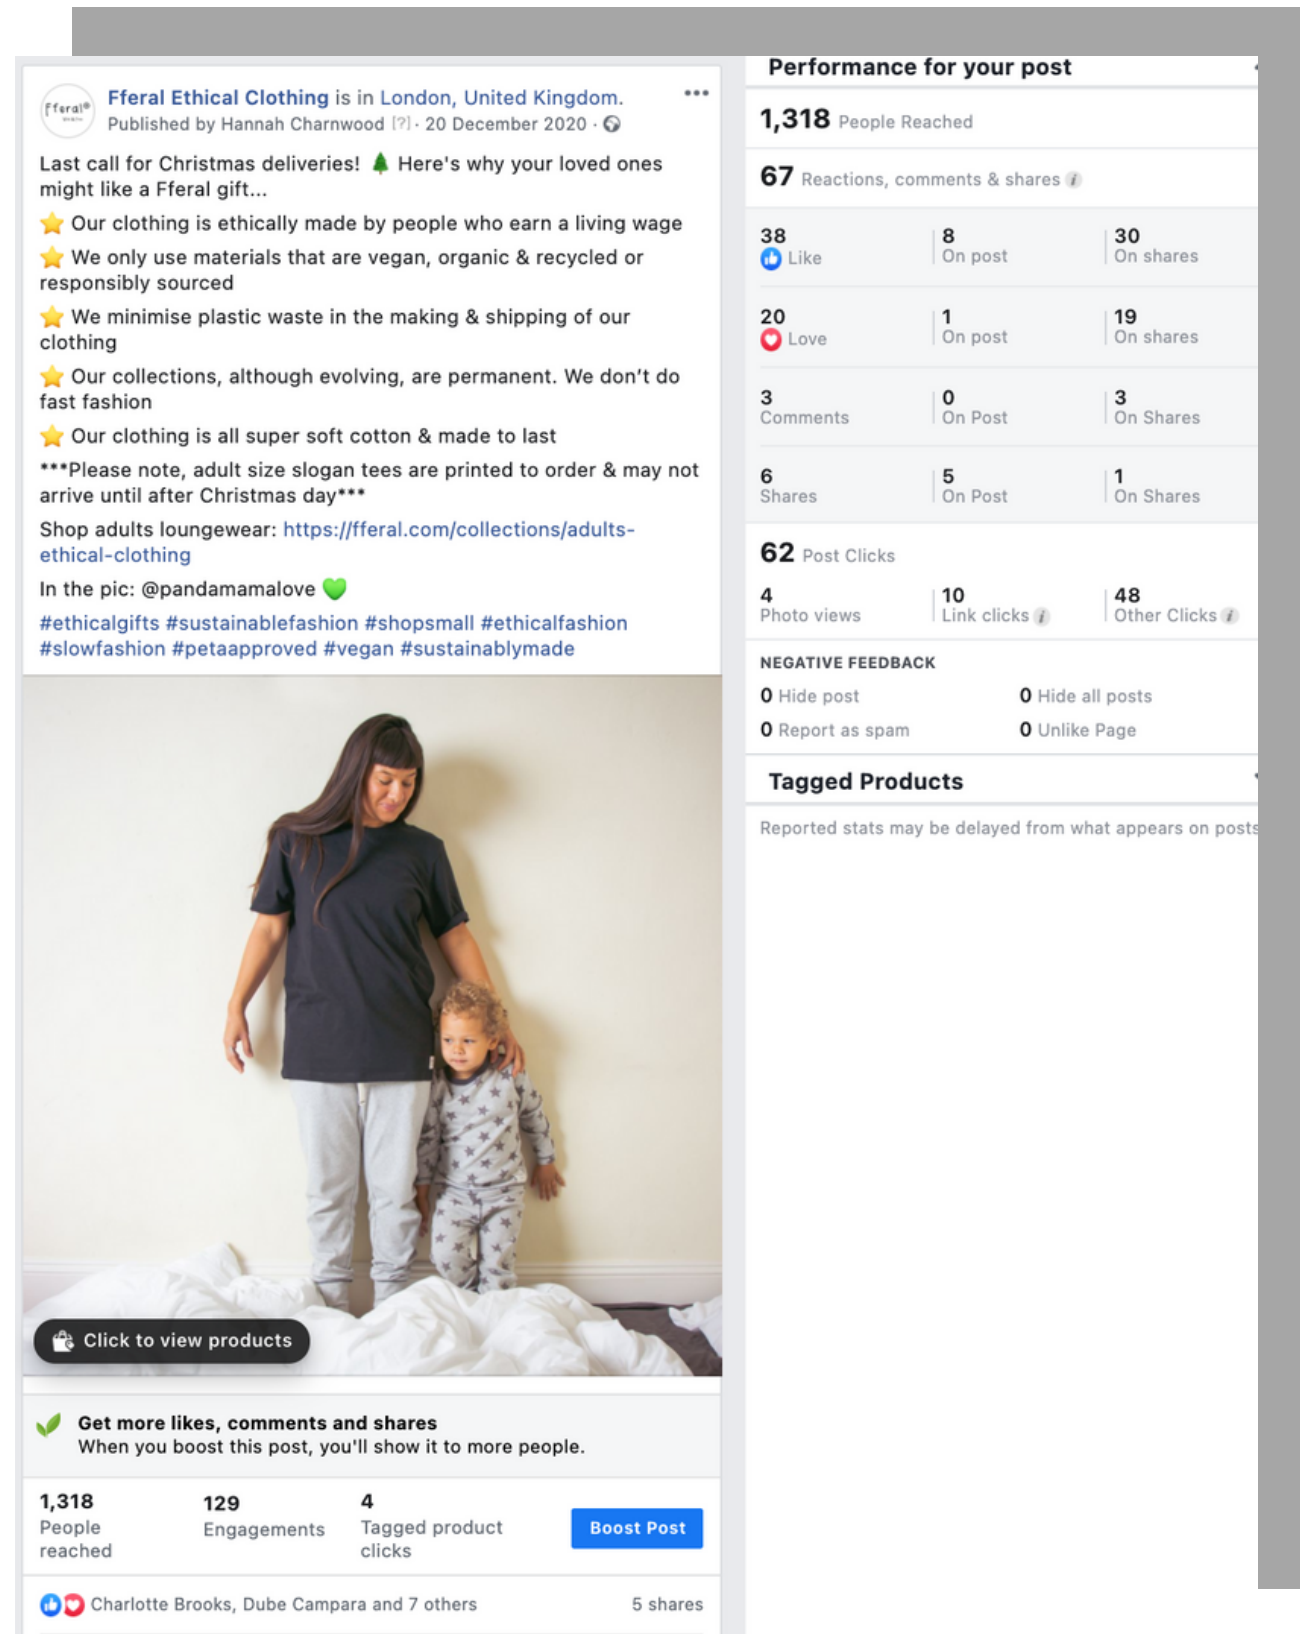 Fferal®
Fferal Ethical Clothing is in London, United Kingdom.
Published by Hannah Charnwood [?] · 20 December 2020 ·
Last call for Christmas deliveries! 🌲 Here's why your loved ones
might like a Fferal gift...
⭐ Our clothing is ethically made by people who earn a living wage
⭐ We only use materials that are vegan, organic & recycled or
responsibly sourced
⭐ We minimise plastic waste in the making & shipping of our
clothing
⭐ Our collections, although evolving, are permanent. We don't do
fast fashion
⭐ Our clothing is all super soft cotton & made to last
***Please note, adult size slogan tees are printed to order & may not
arrive until after Christmas day***
Shop adults loungewear: https://fferal.com/collections/adults-
ethical-clothing
In the pic: @pandamamalove 💚
#ethicalgifts #sustainablefashion #shopsmall #ethicalfashion
#slowfashion #petaapproved #vegan #sustainablymade
Click to view products
Get more likes, comments and shares
When you boost this post, you'll show it to more people.
1,318 129 4
People Engagements Tagged product Boost Post
reached clicks
Charlotte Brooks, Dube Campara and 7 others 5 shares
Performance for your post
1,318 People Reached
67 Reactions, comments & shares i
38 8 30
Like On post On shares
20 1 19
Love On post On shares
3 0 3
Comments On Post On Shares
6 5 1
Shares On Post On Shares
62 Post Clicks
4 10 48
Photo views Link clicks i Other Clicks i
NEGATIVE FEEDBACK
0 Hide post 0 Hide all posts
0 Report as spam 0 Unlike Page
Tagged Products
Reported stats may be delayed from what appears on posts